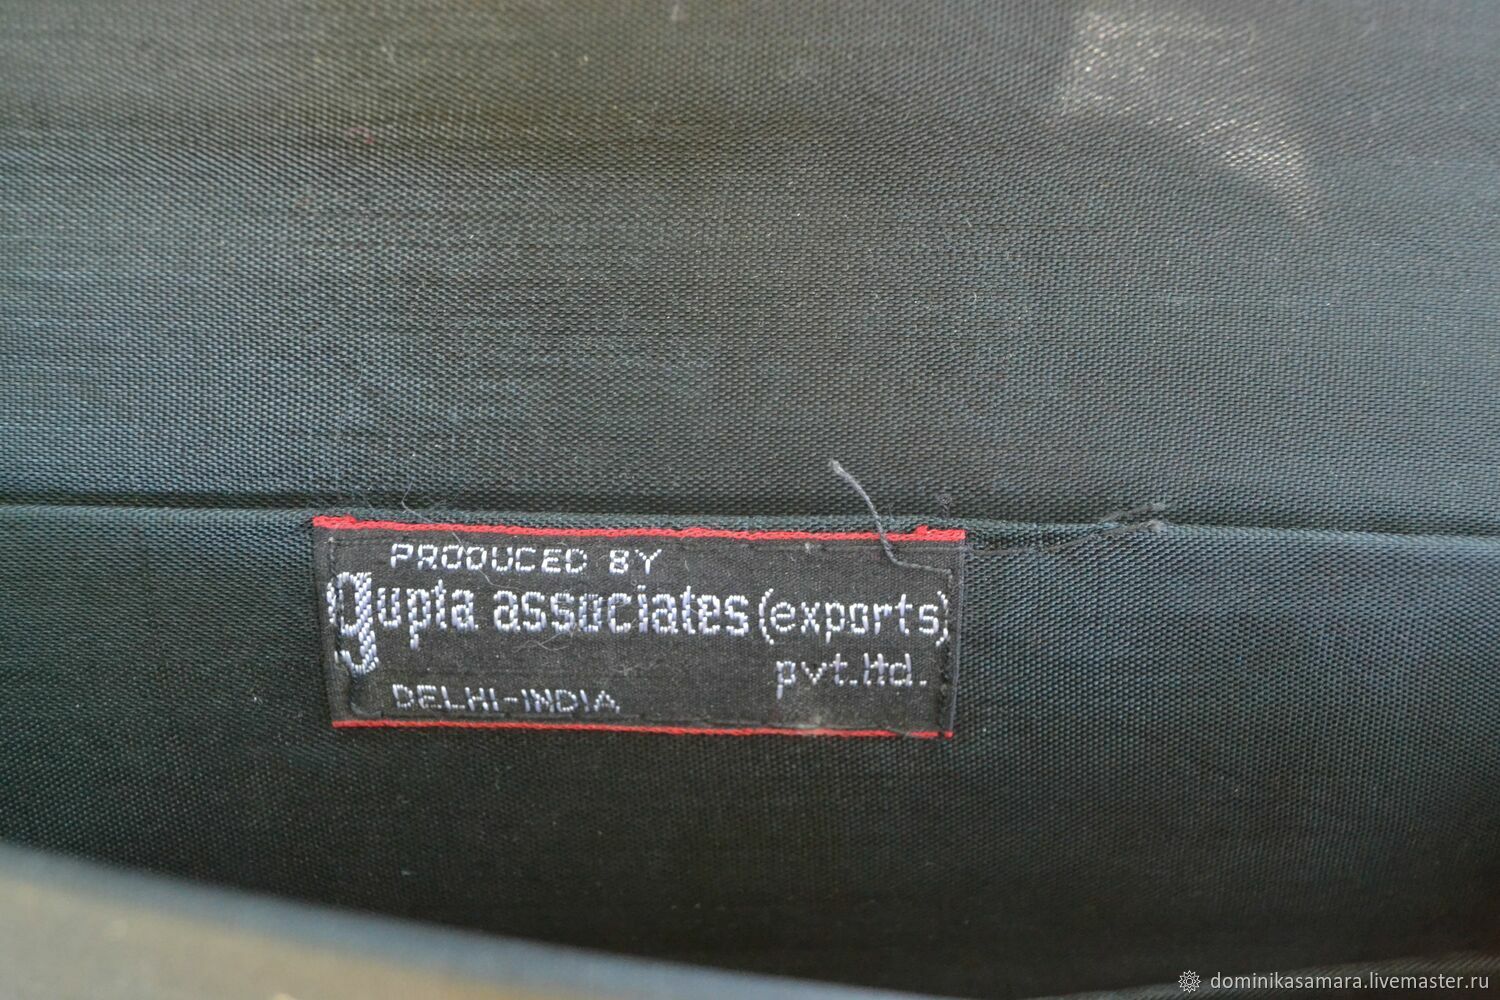 PRODUCED BY
gupta associates (exports)
pvt.ltd.
DELHI-INDIA
dominikasamara.livemaster.ru